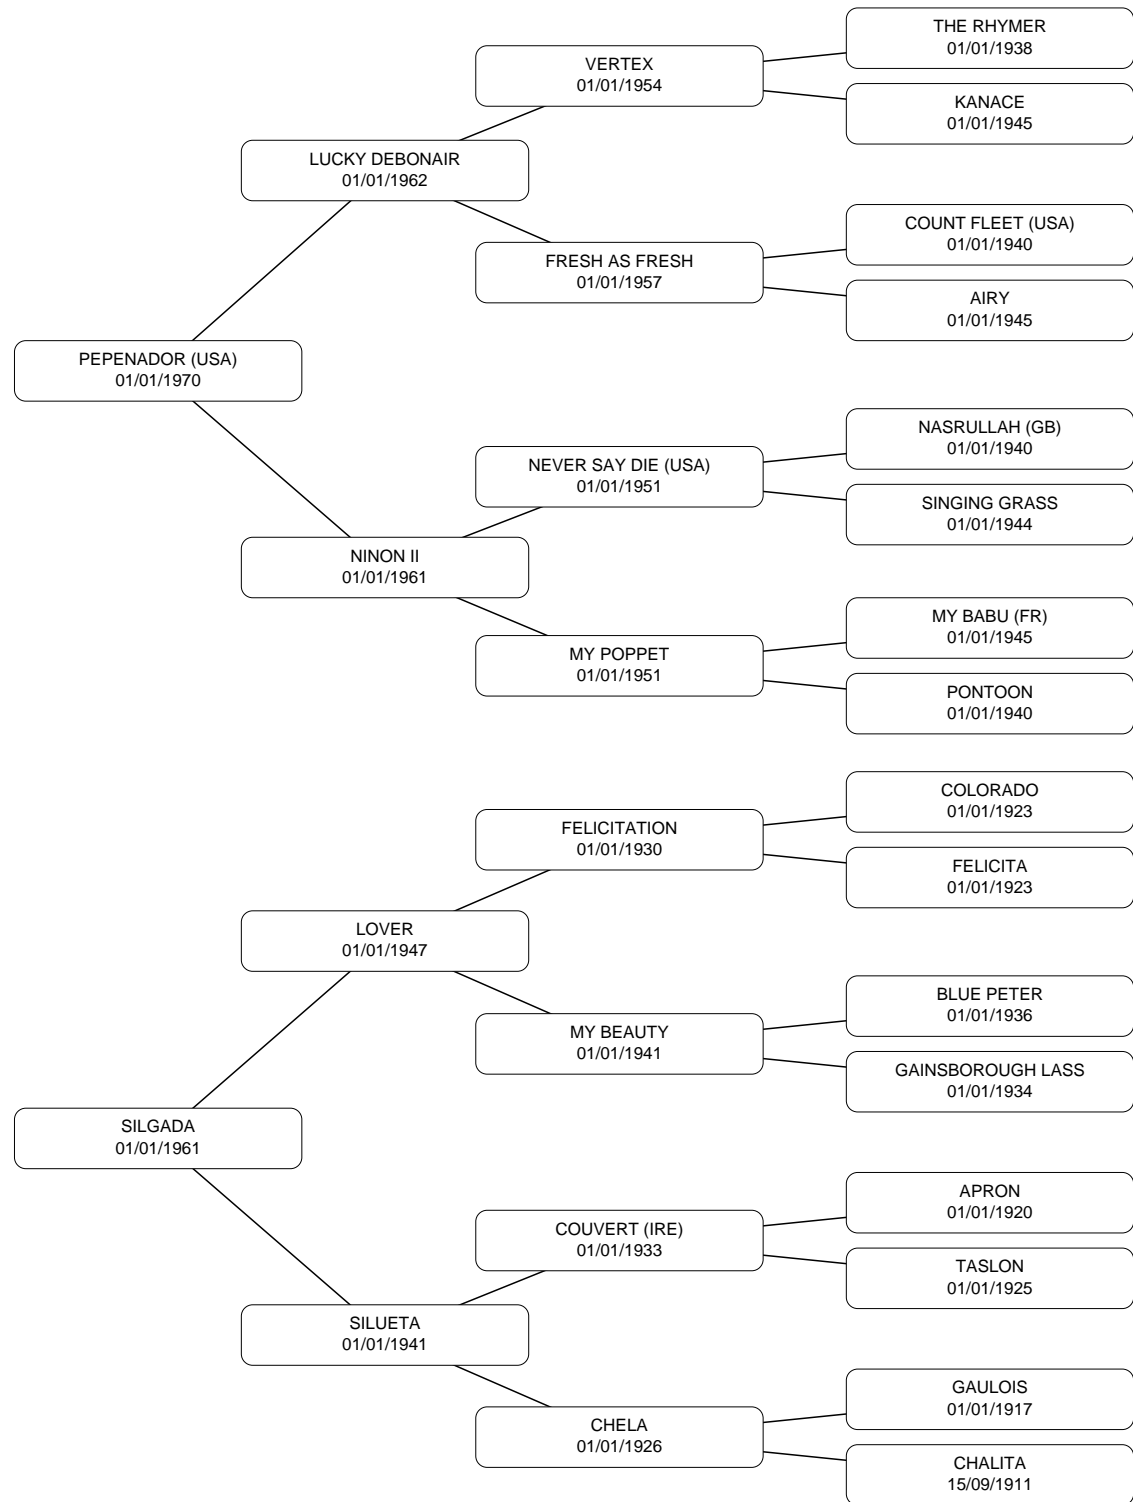 THE RHYMER
01/01/1938
VERTEX
01/01/1954
KANACE
01/01/1945
LUCKY DEBONAIR
01/01/1962
COUNT FLEET (USA)
01/01/1940
FRESH AS FRESH
01/01/1957
AIRY
01/01/1945
PEPENADOR (USA)
01/01/1970
NASRULLAH (GB)
01/01/1940
NEVER SAY DIE (USA)
01/01/1951
SINGING GRASS
01/01/1944
NINON II
01/01/1961
MY BABU (FR)
01/01/1945
MY POPPET
01/01/1951
PONTOON
01/01/1940
COLORADO
01/01/1923
FELICITATION
01/01/1930
FELICITA
01/01/1923
LOVER
01/01/1947
BLUE PETER
01/01/1936
MY BEAUTY
01/01/1941
GAINSBOROUGH LASS
01/01/1934
SILGADA
01/01/1961
APRON
01/01/1920
COUVERT (IRE)
01/01/1933
TASLON
01/01/1925
SILUETA
01/01/1941
GAULOIS
01/01/1917
CHELA
01/01/1926
CHALITA
15/09/1911